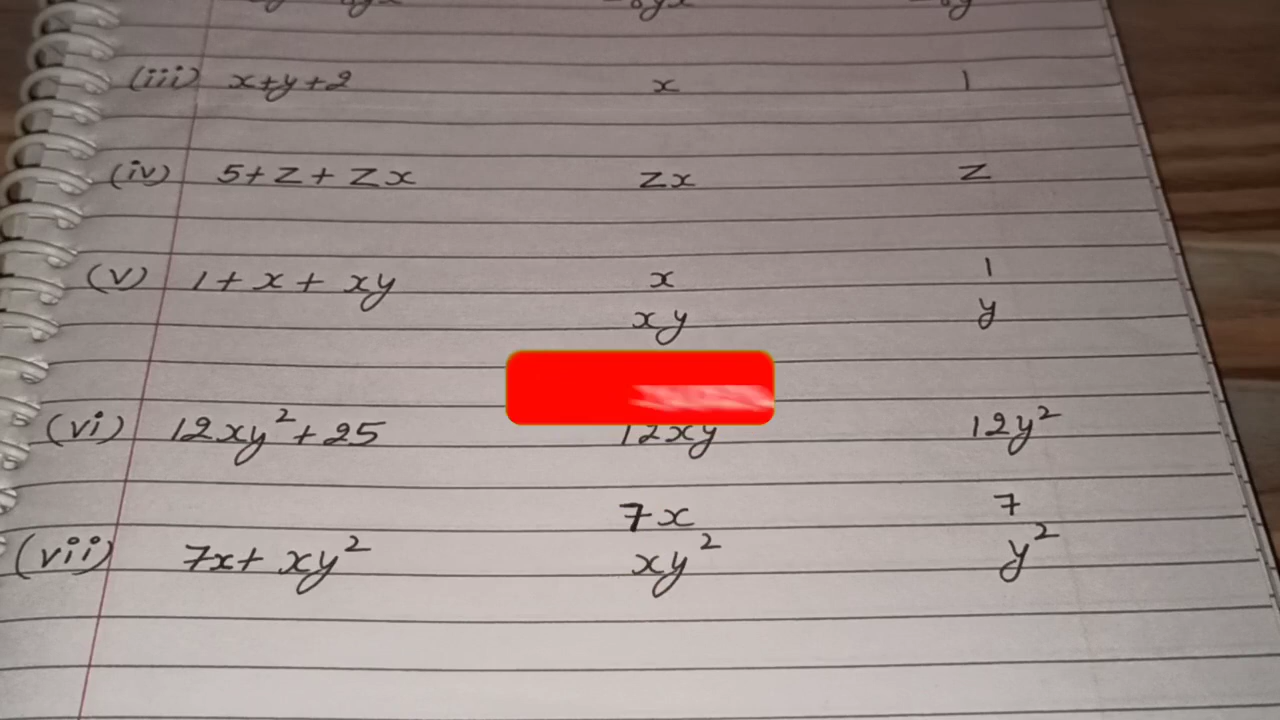 (iii) x+y+2 x 1
(iv) 5+z+zx zx z
(v) 1+x+xy x 1
xy y
(vi) 12xy²+25 12xy 12y²
7x 7
(vii) 7x+xy² xy² y²